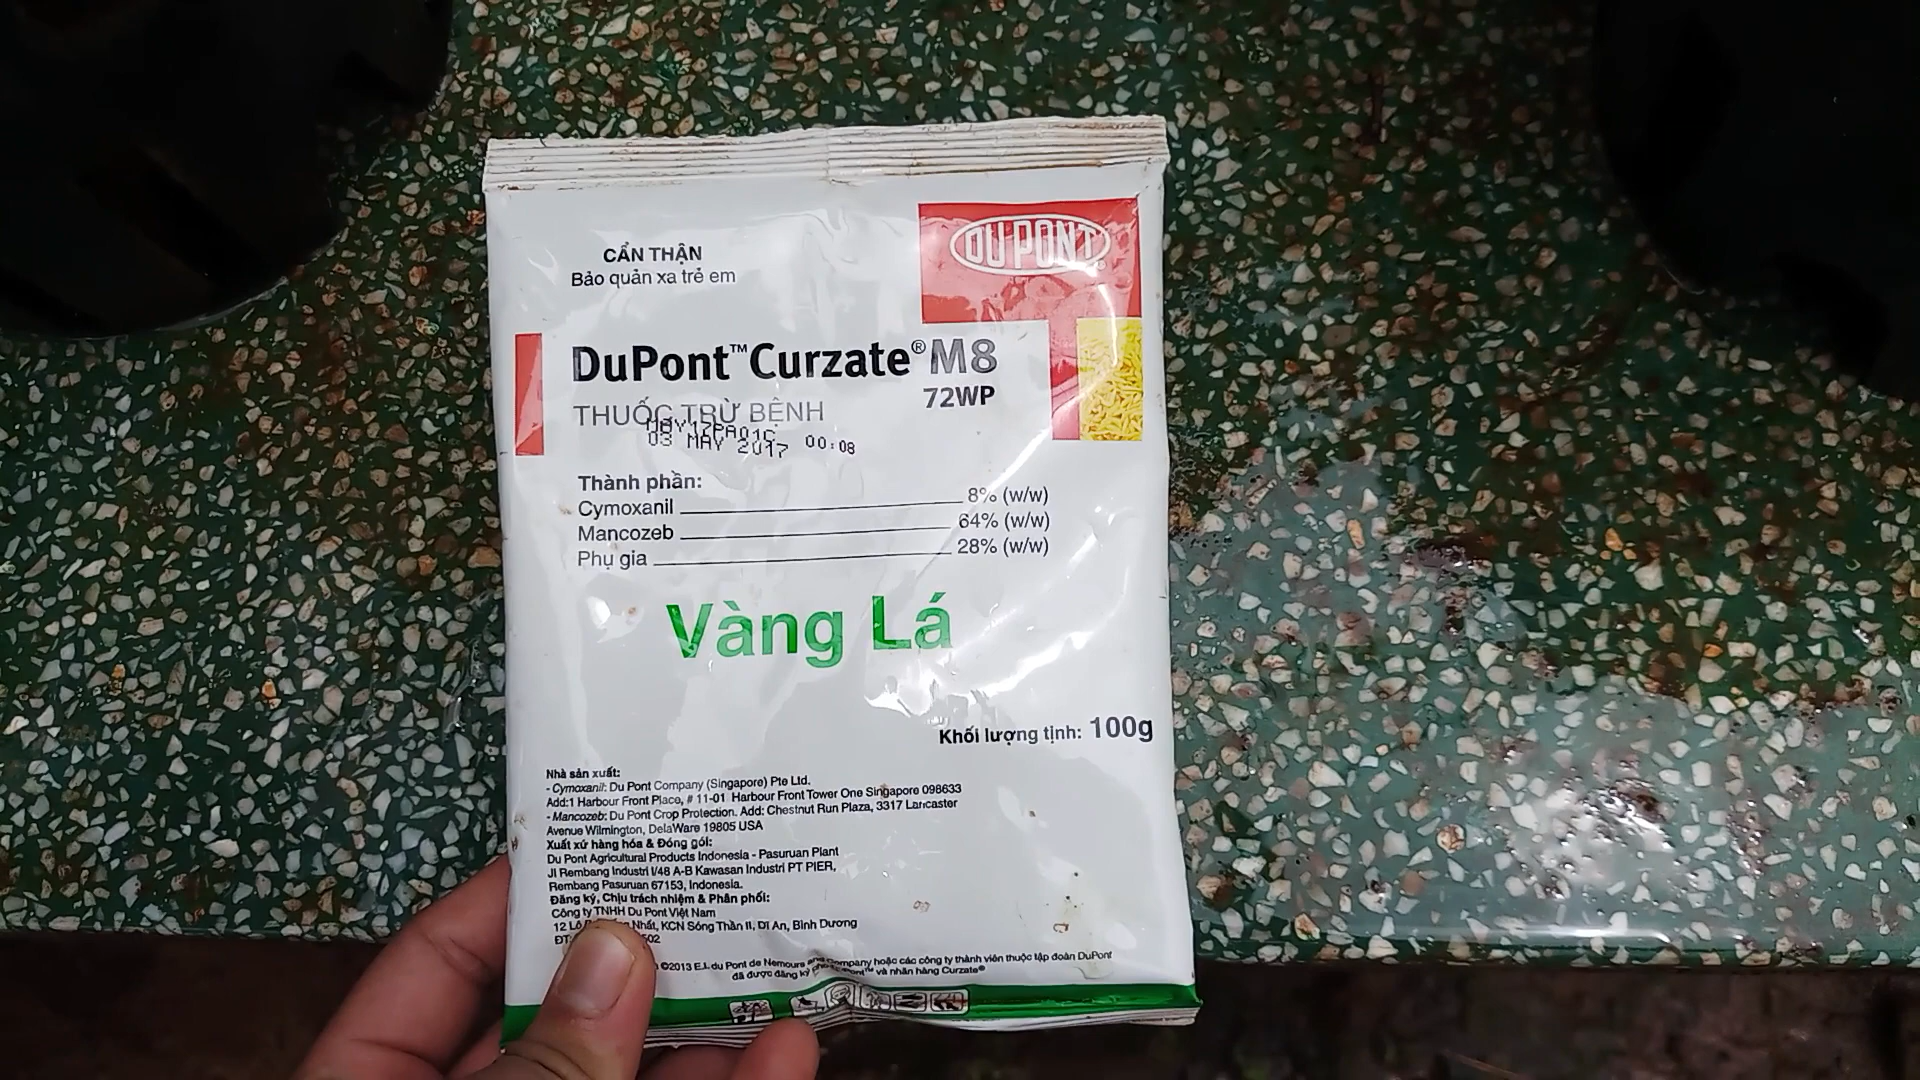 DU PONT®
CẨN THẬN
Bảo quản xa trẻ em
DuPont™ Curzate® M8
72WP
THUỐC TRỪ BỆNH
MAY17PA01C
03 MAY 2017 00:08
Thành phần:
Cymoxanil 8% (w/w)
Mancozeb 64% (w/w)
Phụ gia 28% (w/w)
Vàng Lá
Khối lượng tịnh: 100g
Nhà sản xuất:
- Cymoxanil: Du Pont Company (Singapore) Pte Ltd.
Add:1 Harbour Front Place, # 11-01 Harbour Front Tower One Singapore 098633
- Mancozeb: Du Pont Crop Protection. Add: Chestnut Run Plaza, 3317 Lancaster
Avenue Wilmington, DelaWare 19805 USA
Xuất xứ hàng hóa & Đóng gói:
Du Pont Agricultural Products Indonesia - Pasuruan Plant
Jl Rembang Industri I/48 A-B Kawasan Industri PT PIER,
Rembang Pasuruan 67153, Indonesia.
Đăng ký, Chịu trách nhiệm & Phân phối:
Công ty TNHH Du Pont Việt Nam
12 Lô Nhất, KCN Sóng Thần II, Dĩ An, Bình Dương
ĐT: 502
©2013 E.I. du Pont de Nemours and Company hoặc các công ty thành viên thuộc tập đoàn DuPont
đã được đăng ký và nhãn hàng Curzate®